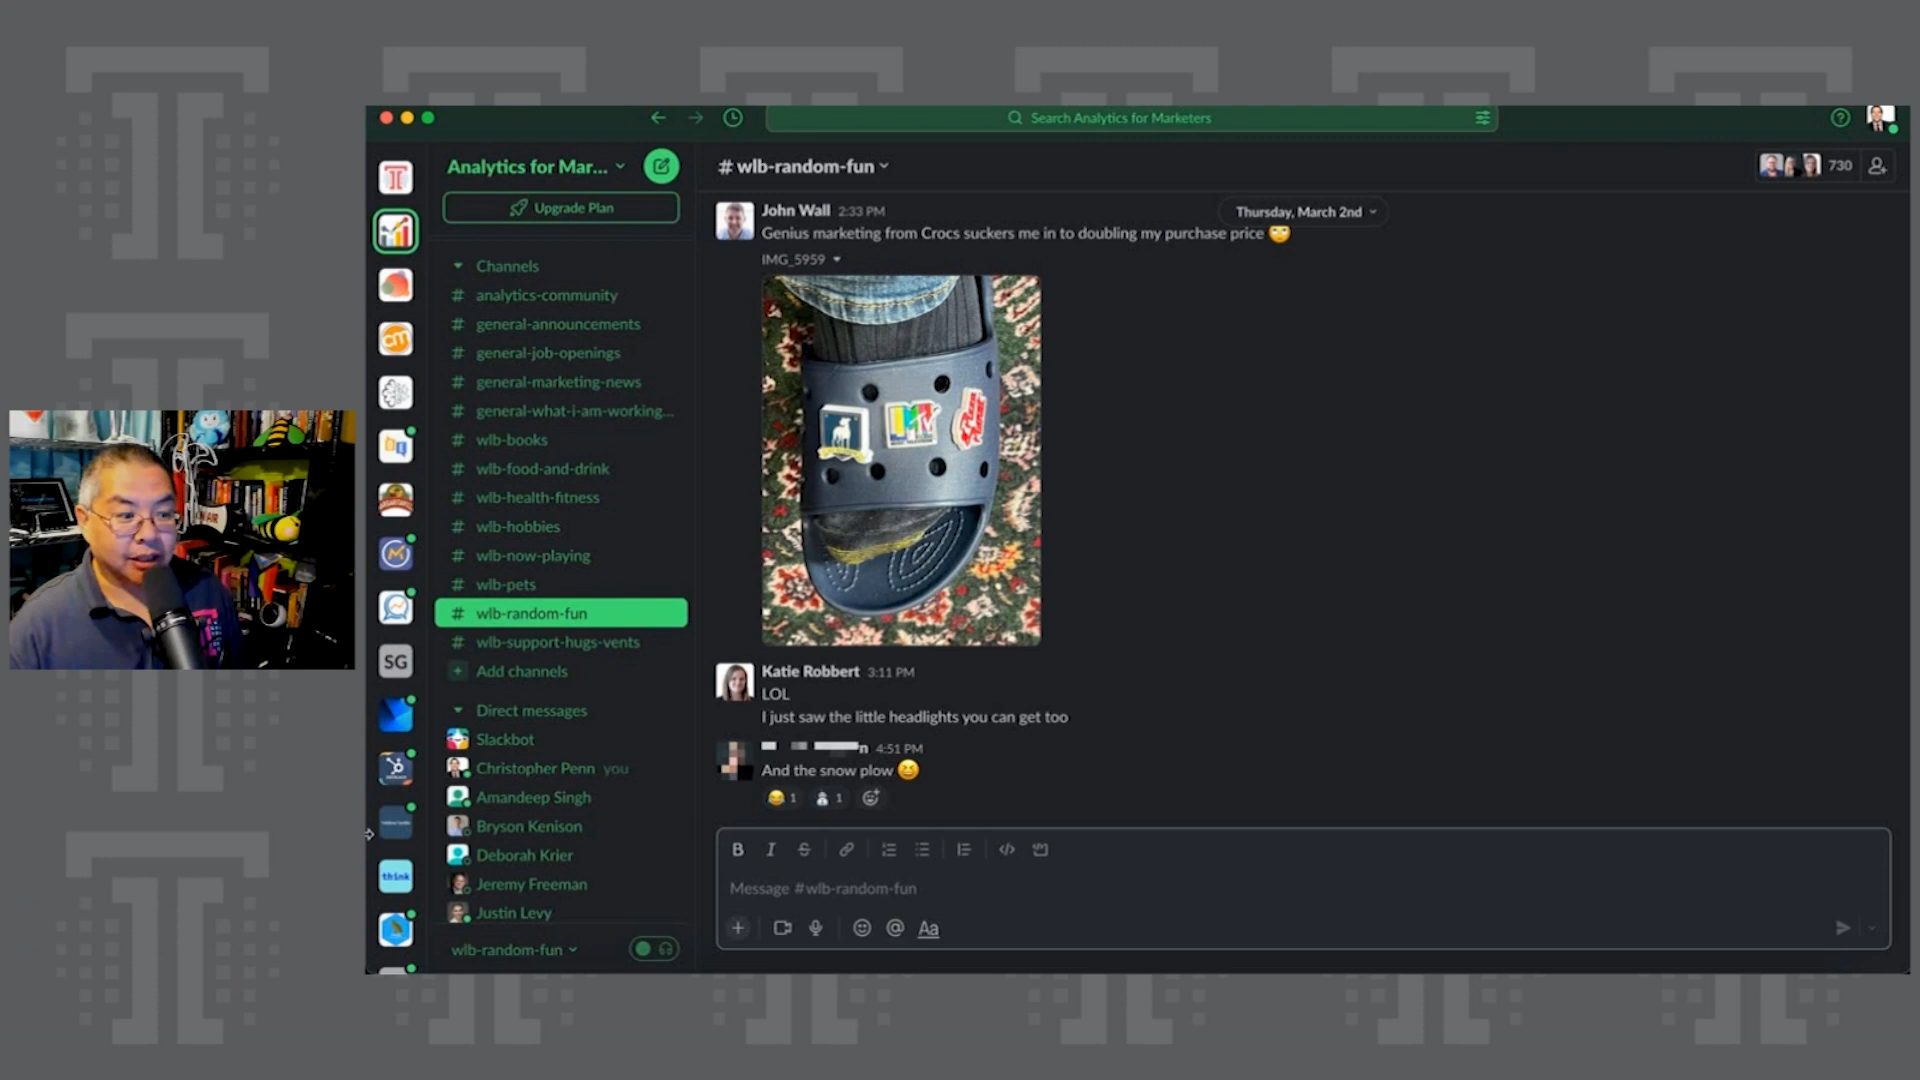 Search Analytics for Marketers
Analytics for Mar...
Upgrade Plan
Channels
# analytics-community
# general-announcements
# general-job-openings
# general-marketing-news
# general-what-i-am-working...
# wlb-books
# wlb-food-and-drink
# wlb-health-fitness
# wlb-hobbies
# wlb-now-playing
# wlb-pets
# wlb-random-fun
# wlb-support-hugs-vents
+ Add channels
Direct messages
Slackbot
Christopher Penn you
Amandeep Singh
Bryson Kenison
Deborah Krier
Jeremy Freeman
Justin Levy
wlb-random-fun
SG
think
# wlb-random-fun
730
Thursday, March 2nd
John Wall 2:33 PM
Genius marketing from Crocs suckers me in to doubling my purchase price 🙄
IMG_5959
MTV
Katie Robbert 3:11 PM
LOL
I just saw the little headlights you can get too
n 4:51 PM
And the snow plow 😆
😂 1 ⛄ 1
B I S
Message #wlb-random-fun
+ @ Aa